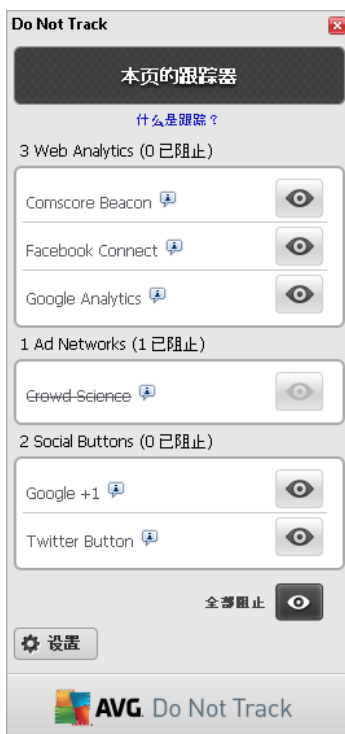 Do Not Track
本页的跟踪器
什么是跟踪？
3 Web Analytics (0 已阻止)
Comscore Beacon
Facebook Connect
Google Analytics
1 Ad Networks (1 已阻止)
Crowd Science
2 Social Buttons (0 已阻止)
Google +1
Twitter Button
全部阻止
设置
AVG. Do Not Track